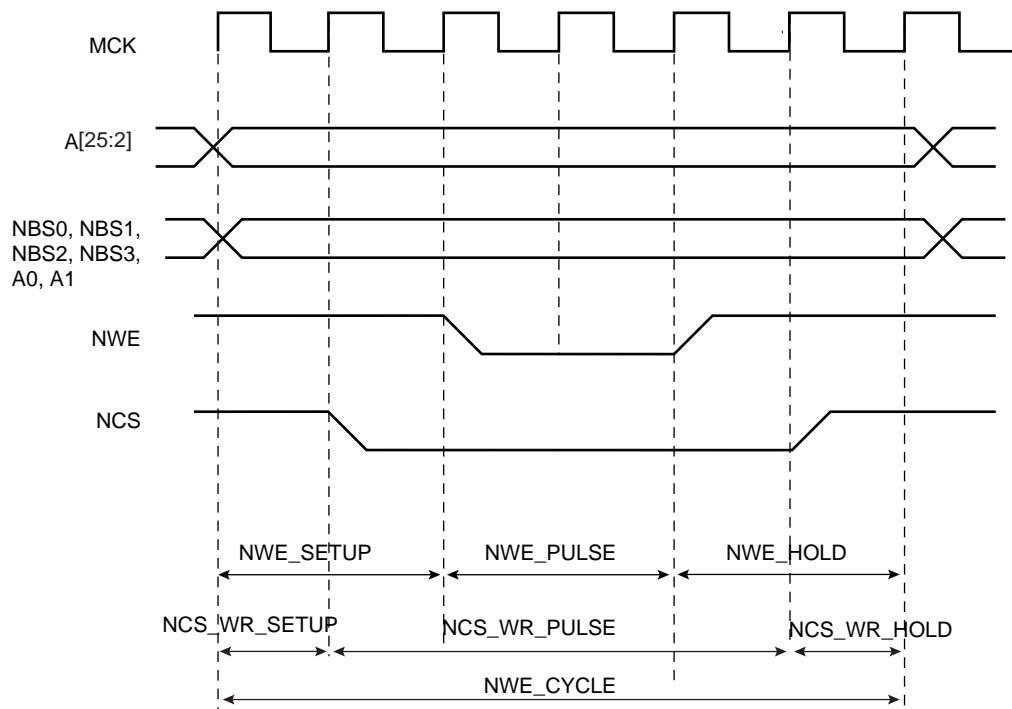 MCK
A[25:2]
NBS0, NBS1,
NBS2, NBS3,
A0, A1
NWE
NCS
NWE_SETUP
NWE_PULSE
NWE_HOLD
NCS_WR_SETUP
NCS_WR_PULSE
NCS_WR_HOLD
NWE_CYCLE